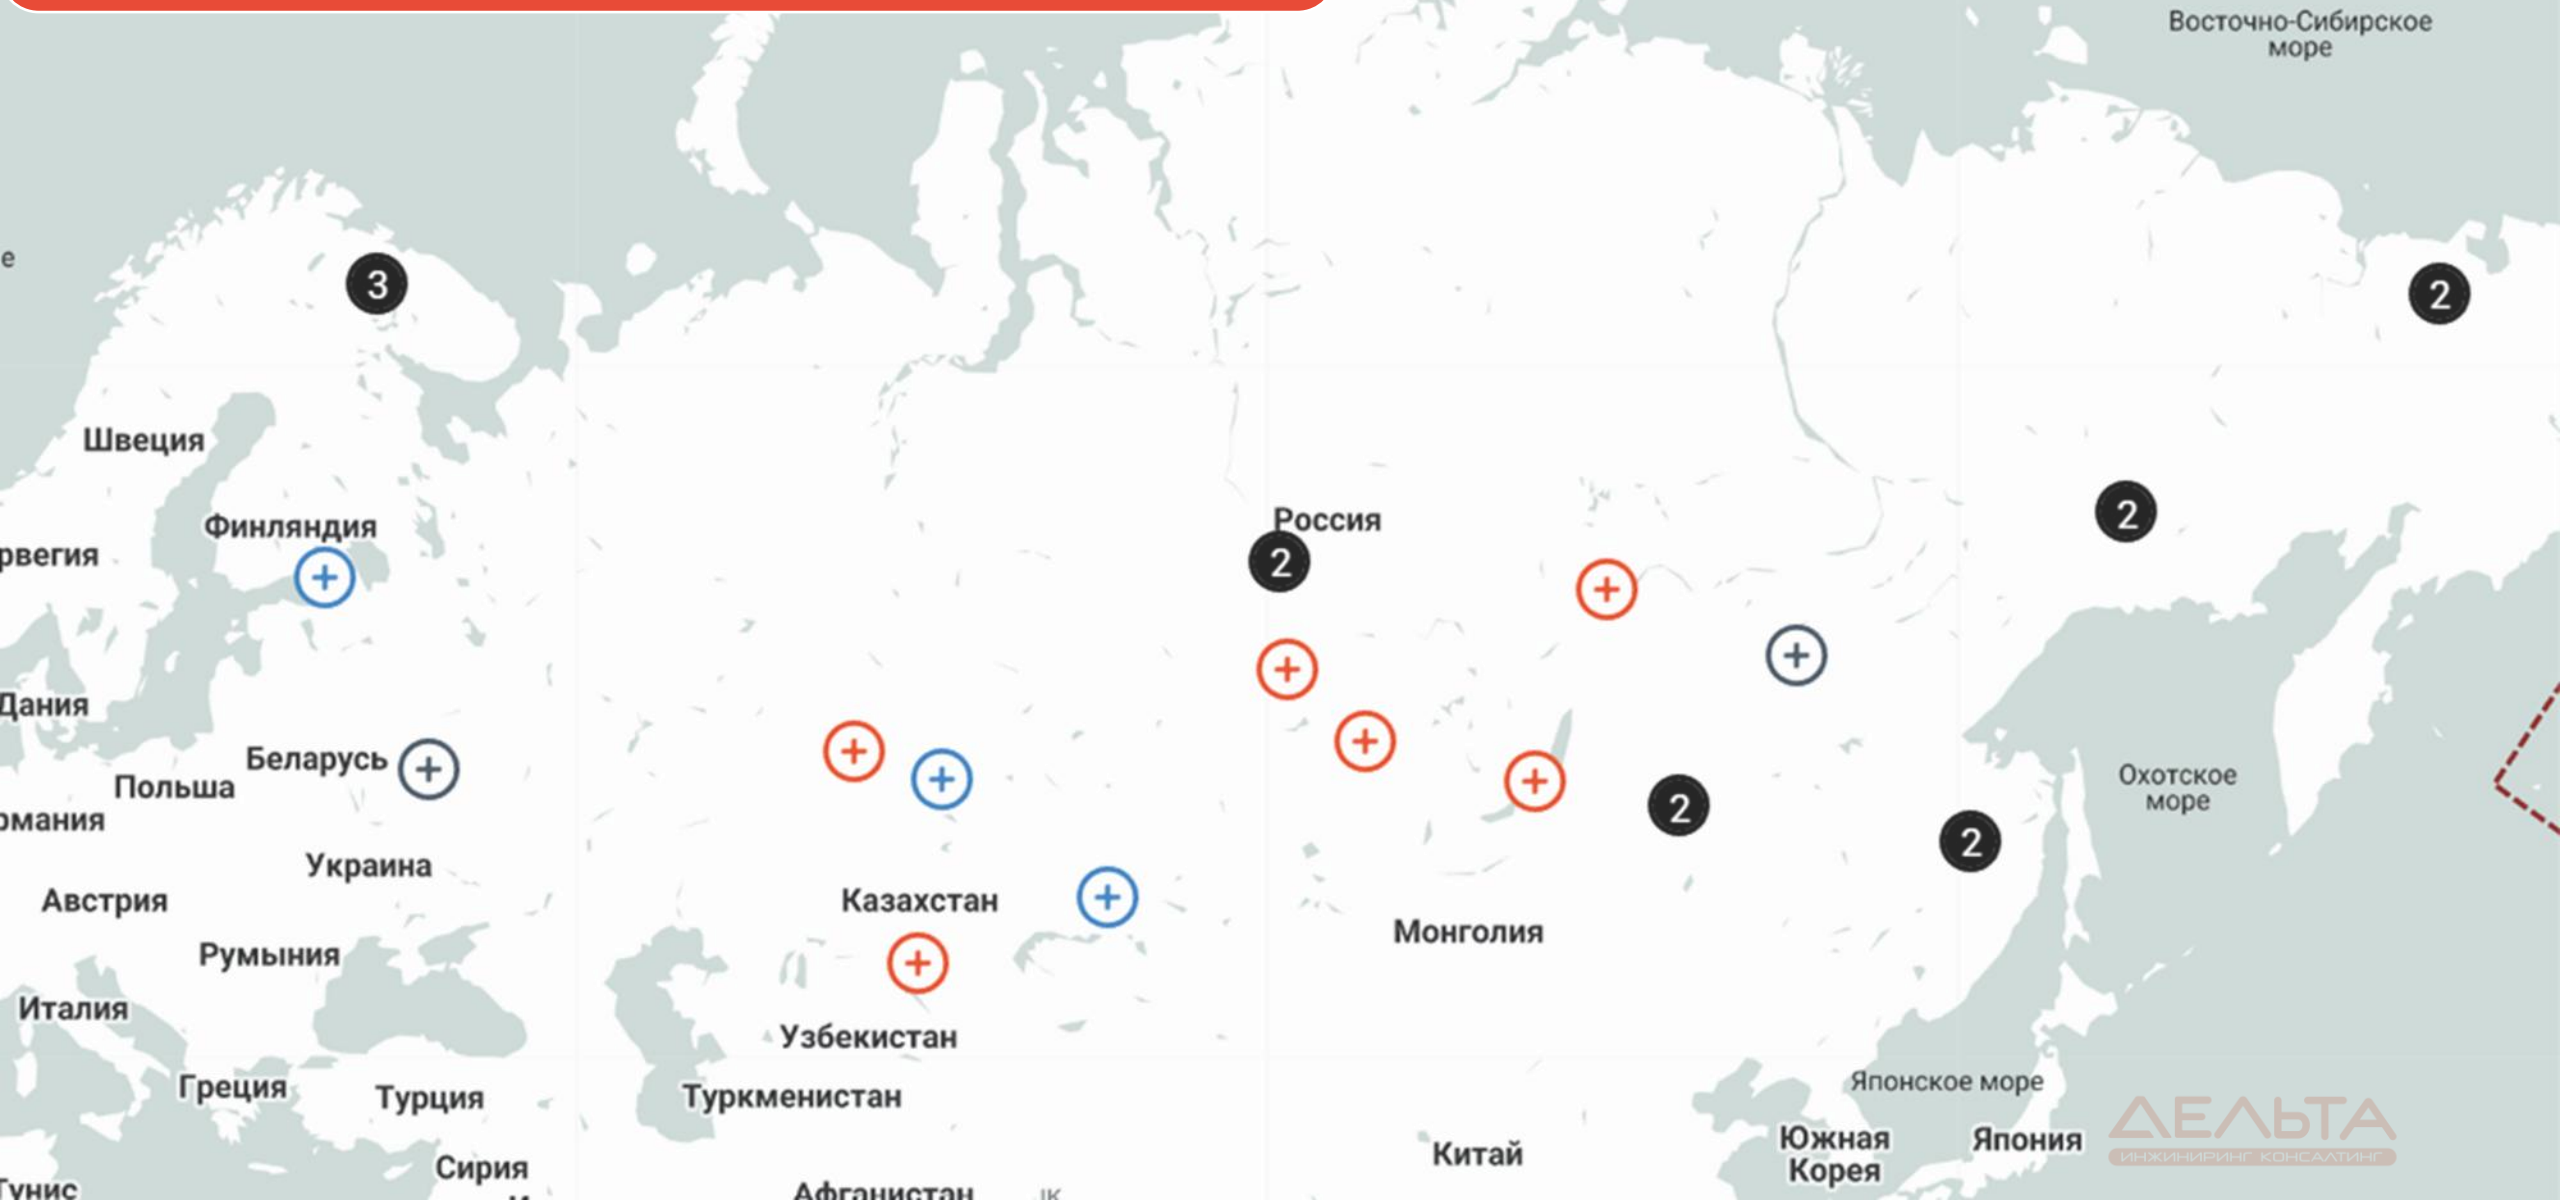 Восточно-Сибирское
море
е
3
2
Швеция
Россия
2
Финляндия
рвегия
2
Дания
Беларусь
Польша
рмания
Охотское
море
2
2
Украина
Австрия
Казахстан
Монголия
Румыния
Италия
Узбекистан
Греция
Турция
Туркменистан
Японское море
ДЕЛЬТА
ИНЖИНИРИНГ КОНСАЛТИНГ
Южная
Корея
Япония
Китай
Сирия
Тунис
Афганистан